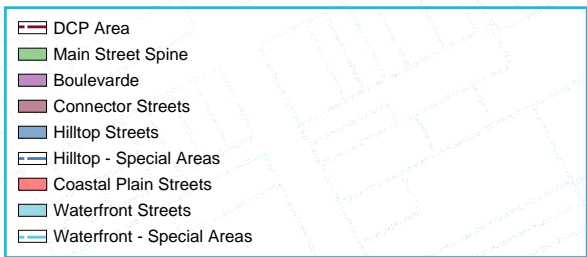 DCP Area
Main Street Spine
Boulevarde
Connector Streets
Hilltop Streets
Hilltop - Special Areas
Coastal Plain Streets
Waterfront Streets
Waterfront - Special Areas